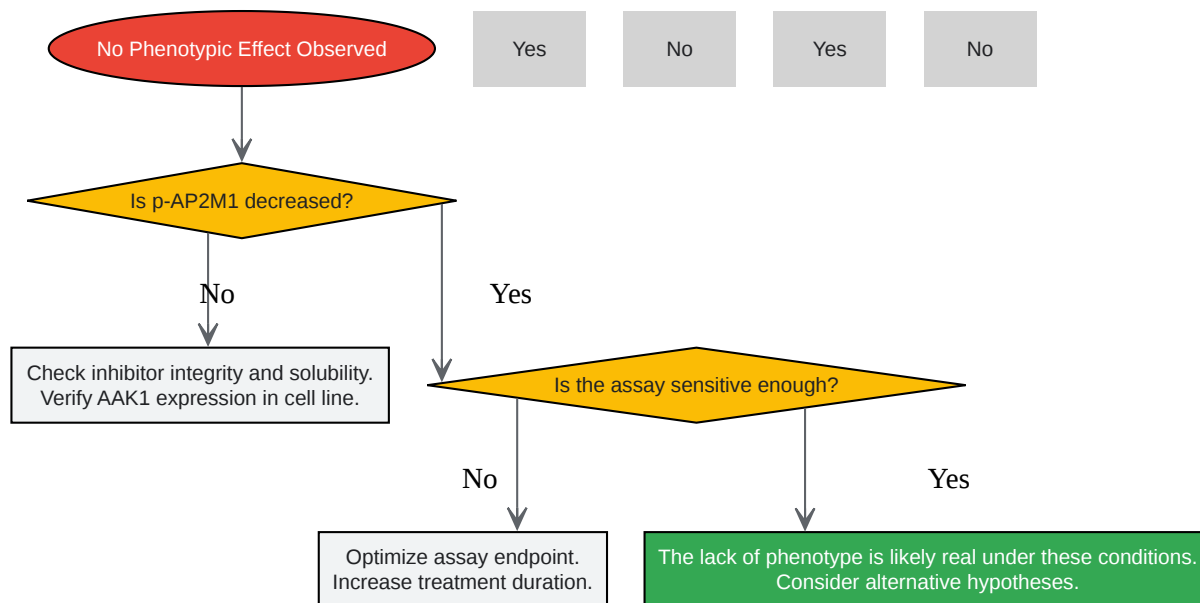 No Phenotypic Effect Observed
Yes
No
Yes
No
Is p-AP2M1 decreased?
No
Yes
Check inhibitor integrity and solubility.
Verify AAK1 expression in cell line.
Is the assay sensitive enough?
No
Yes
Optimize assay endpoint.
Increase treatment duration.
The lack of phenotype is likely real under these conditions.
Consider alternative hypotheses.